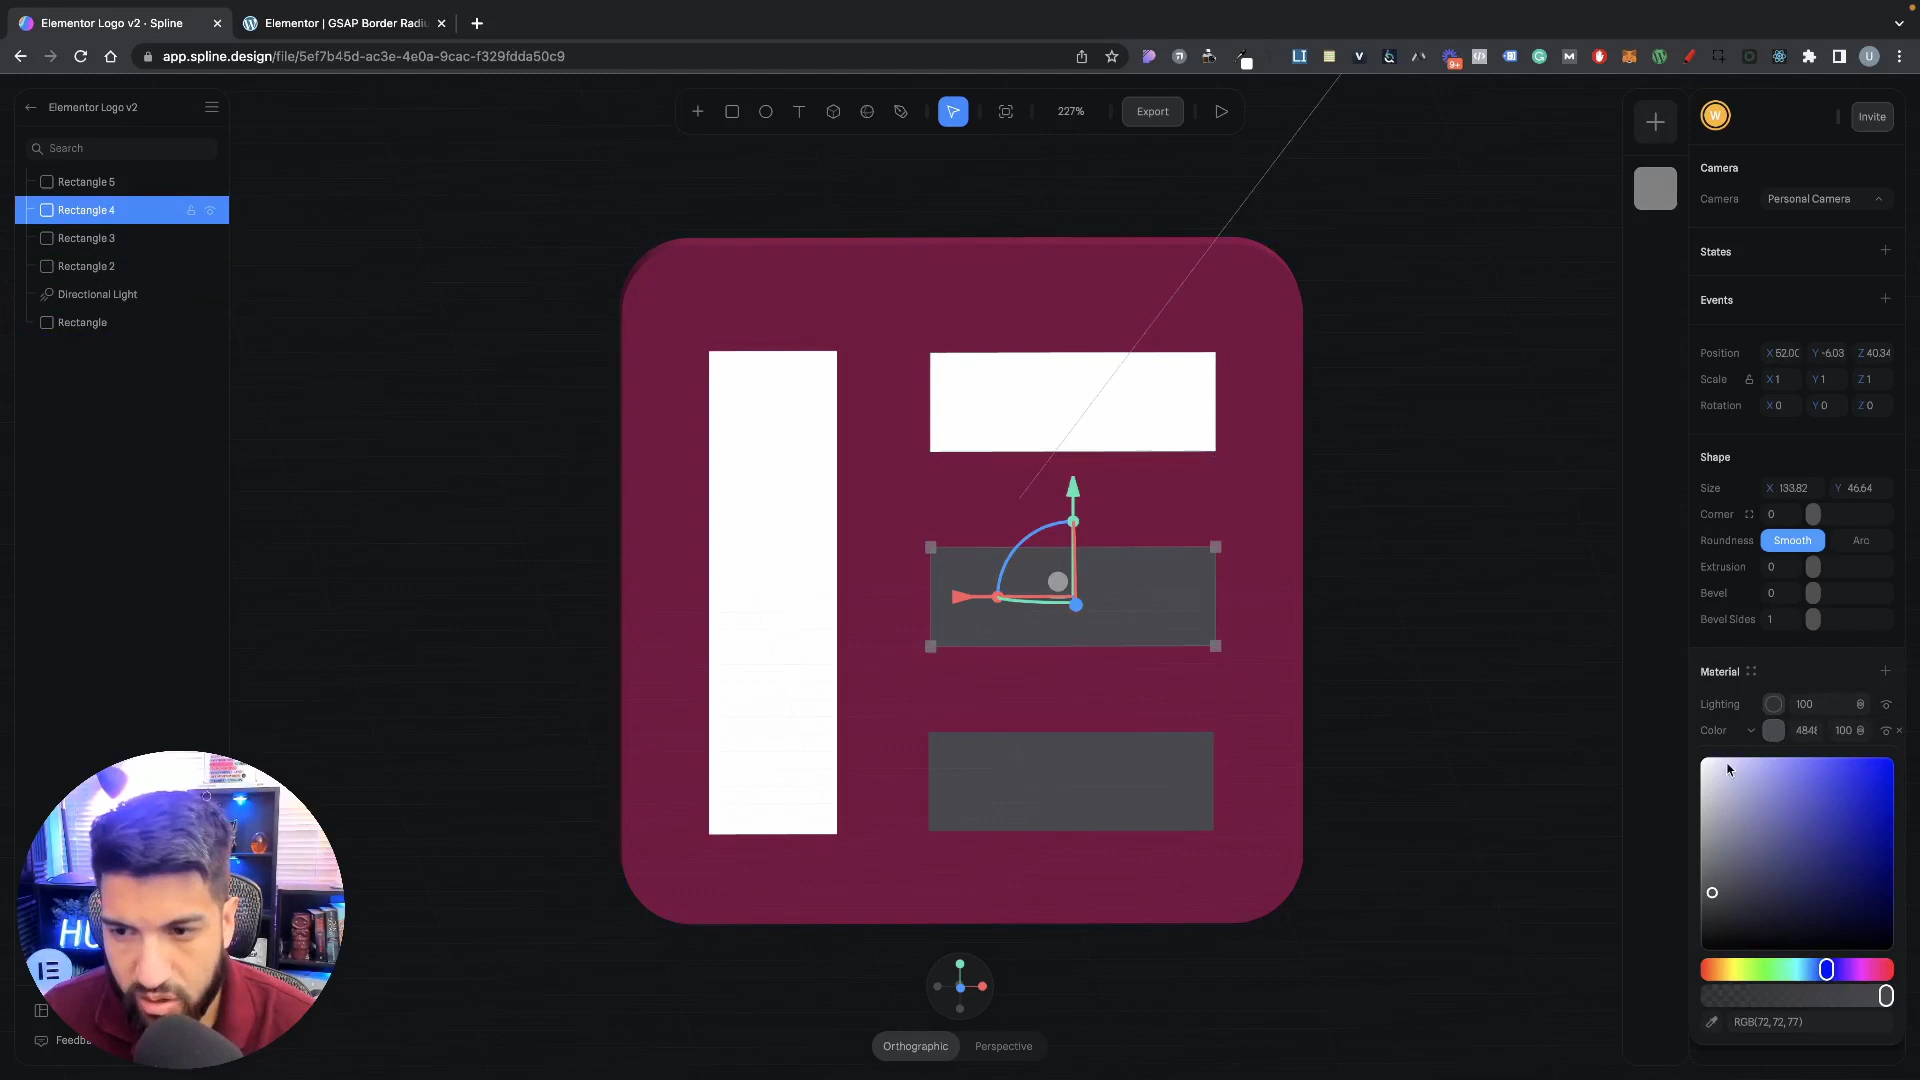 Elementor Logo v2 · Spline
Elementor | GSAP Border Radiu
app.spline.design/file/5ef7b45d-ac3e-4e0a-9cac-f329fdda50c9
9+
U
Elementor Logo v2
227%
Export
W
Invite
Search
Rectangle 5
Rectangle 4
Rectangle 3
Rectangle 2
Directional Light
Rectangle
Camera
Camera
Personal Camera
States
Events
Position X 52.00 Y -6.03 Z 40.34
Scale X 1 Y 1 Z 1
Rotation X 0 Y 0 Z 0
Shape
Size X 133.82 Y 46.64
Corner 0
Roundness Smooth Arc
Extrusion 0
Bevel 0
Bevel Sides 1
Material
Lighting 100
Color 4848 100
RGB(72,72,77)
HU
Feedba
Orthographic
Perspective